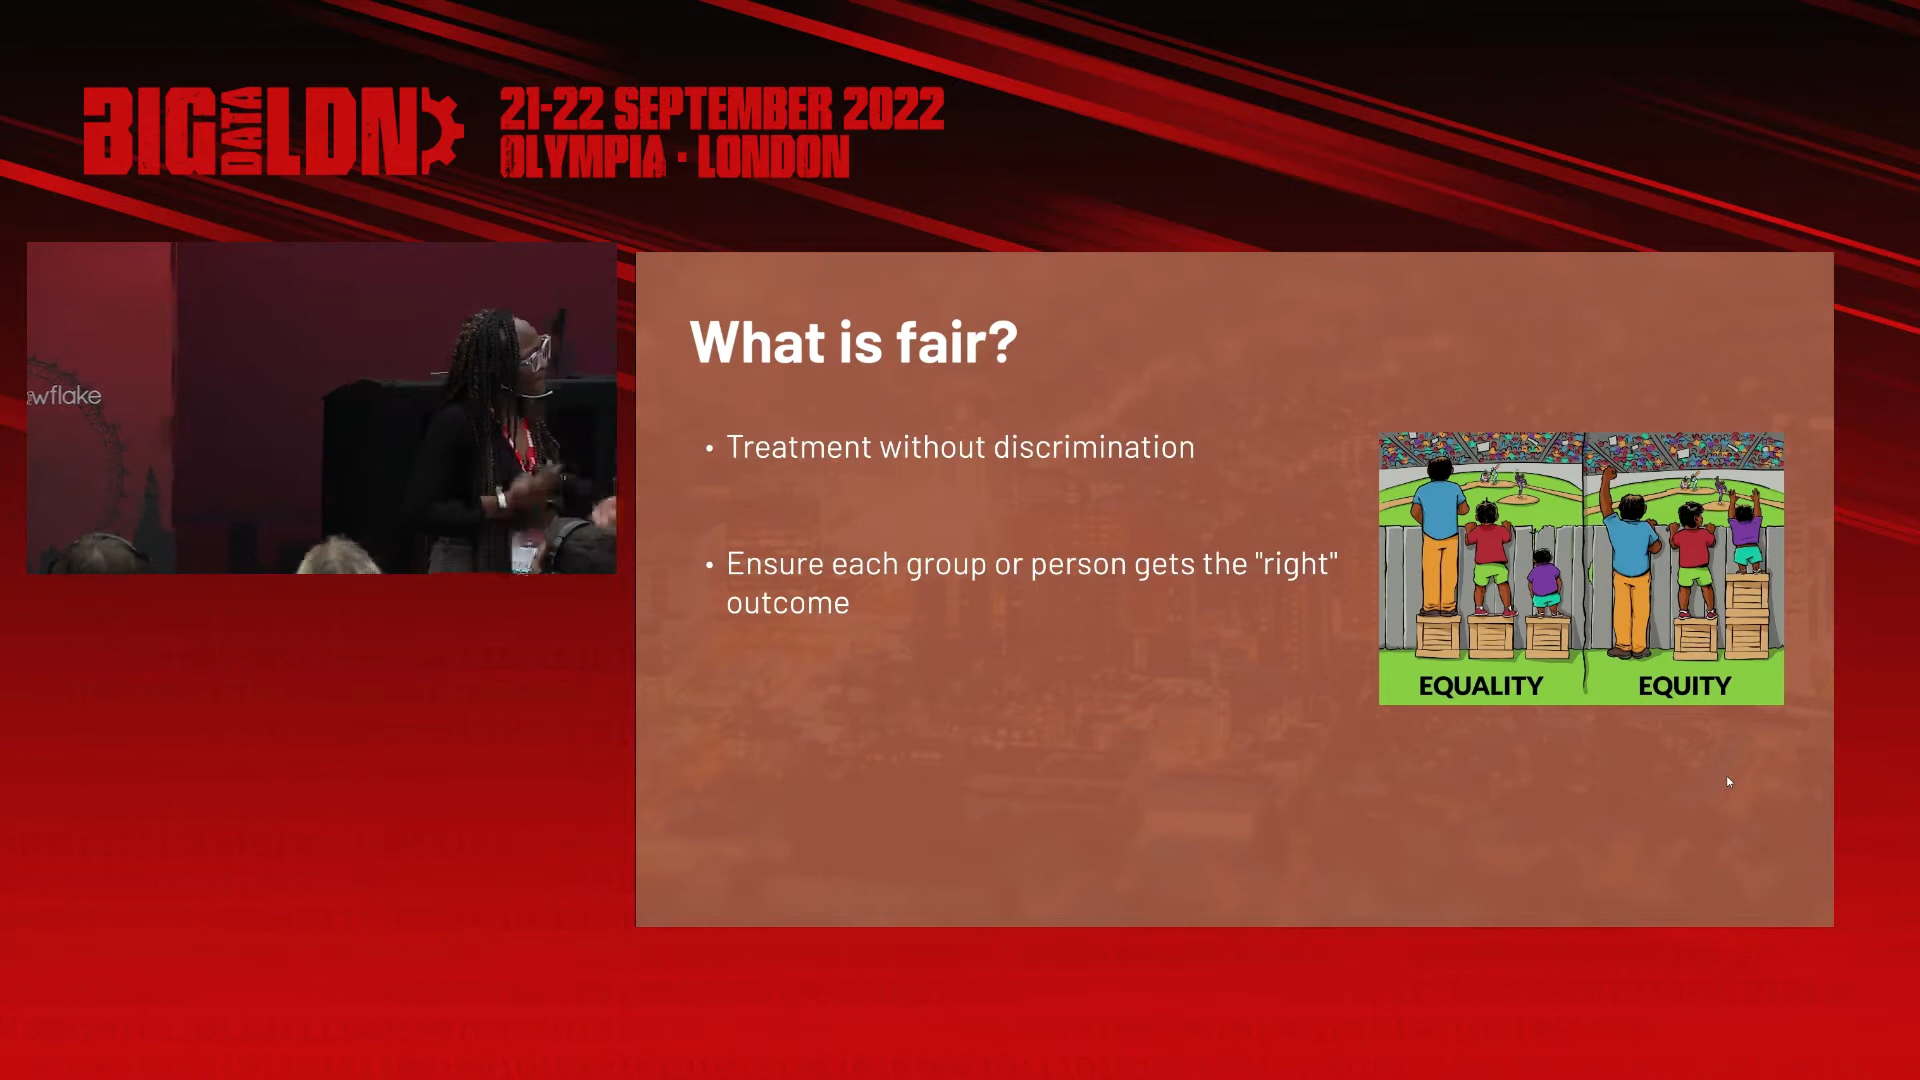 BIG DATA LDN
21-22 SEPTEMBER 2022
OLYMPIA · LONDON
wflake
What is fair?
• Treatment without discrimination
• Ensure each group or person gets the "right"
outcome
EQUALITY
EQUITY